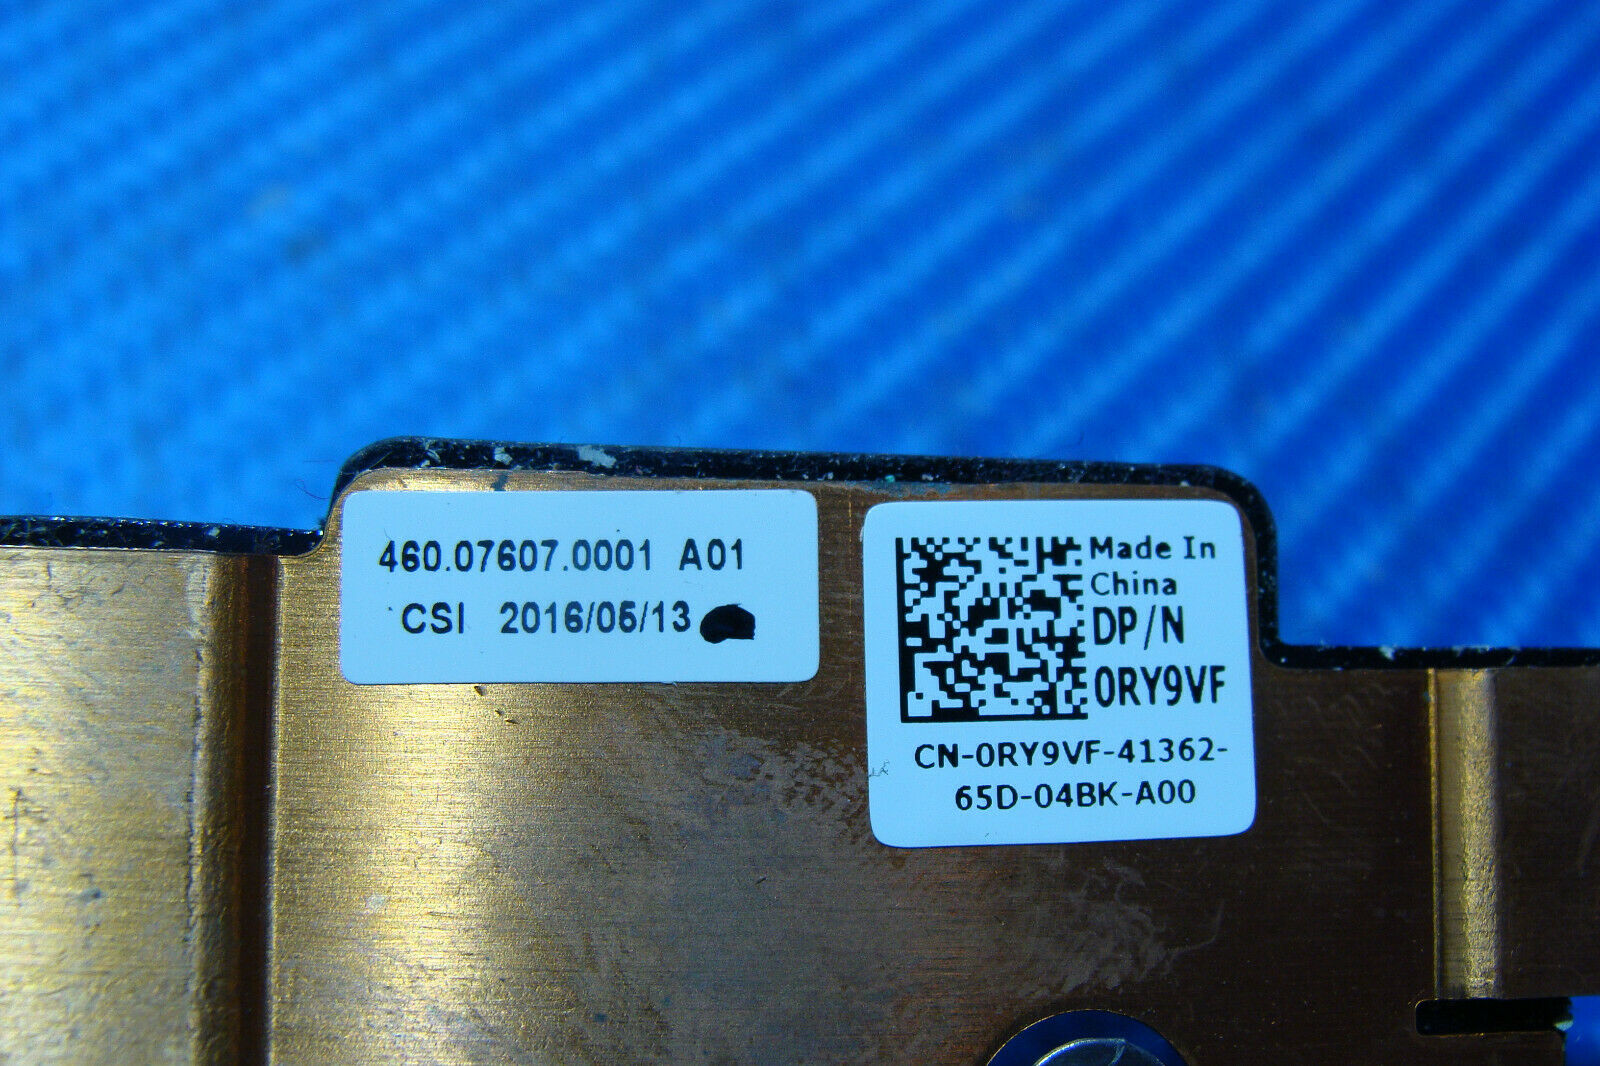 460.07607.0001 A01
CSI 2016/05/13
Made In
China
DP/N
0RY9VF
CN-0RY9VF-41362-
65D-04BK-A00